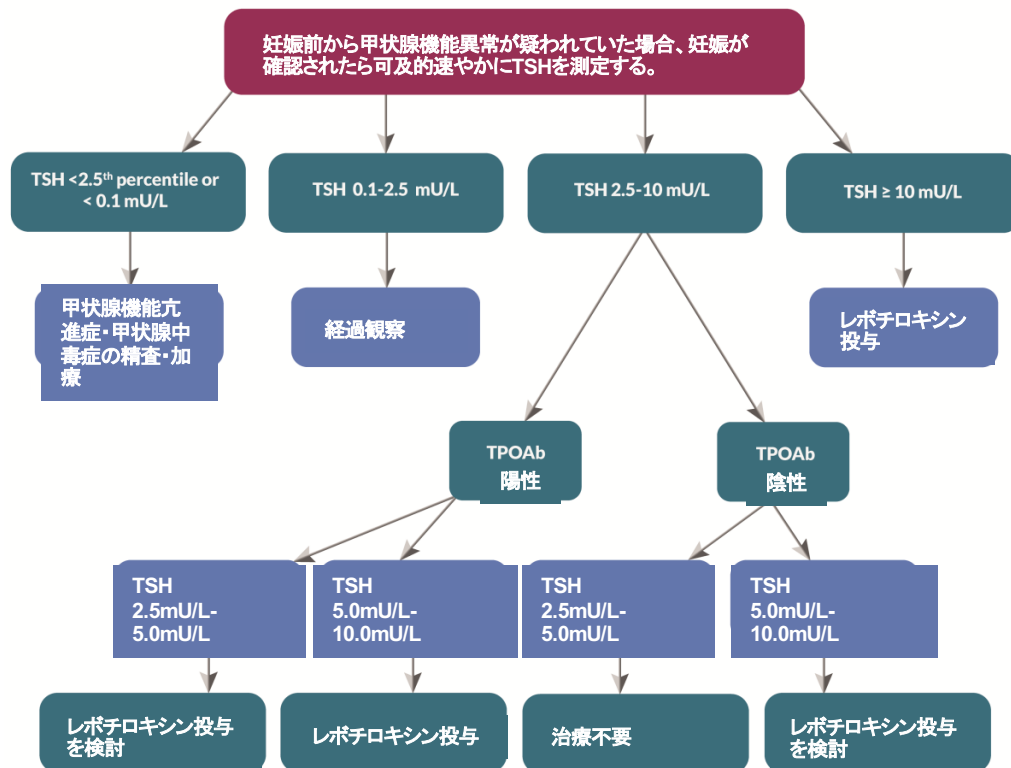 妊娠前から甲状腺機能異常が疑われていた場合、妊娠が
確認されたら可及的速やかにTSHを測定する。
TSH <2.5th percentile or
< 0.1 mU/L
TSH 0.1-2.5 mU/L
TSH 2.5-10 mU/L
TSH ≥ 10 mU/L
甲状腺機能亢
進症・甲状腺中
毒症の精査・加
療
経過観察
レボチロキシン
投与
TPOAb
陽性
TPOAb
陰性
TSH
2.5mU/L-
5.0mU/L
TSH
5.0mU/L-
10.0mU/L
TSH
2.5mU/L-
5.0mU/L
TSH
5.0mU/L-
10.0mU/L
レボチロキシン投与
を検討
レボチロキシン投与
治療不要
レボチロキシン投与
を検討